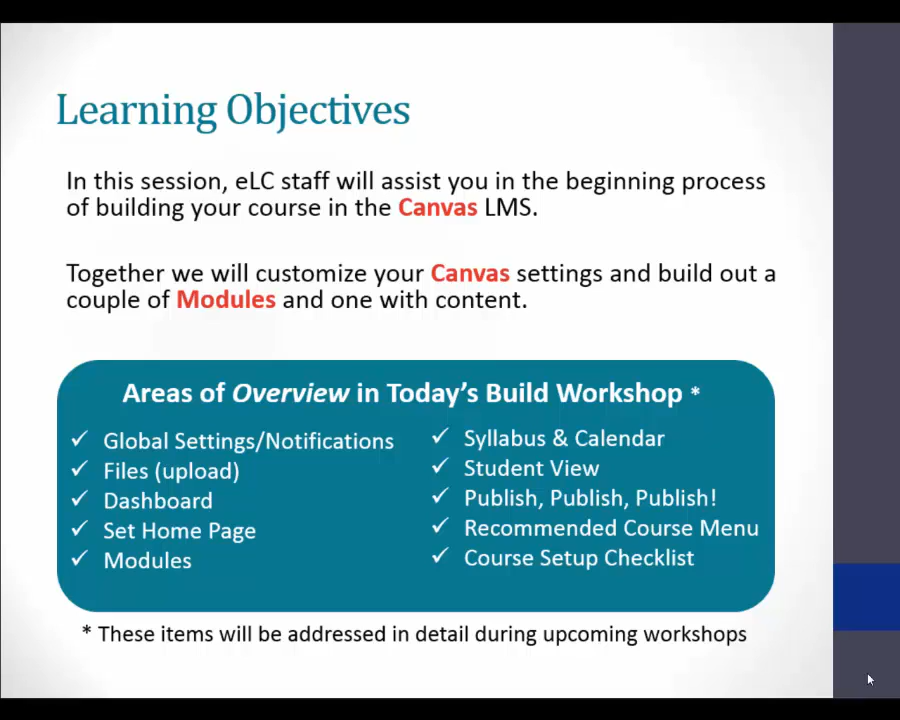 Learning Objectives
In this session, eLC staff will assist you in the beginning process
of building your course in the Canvas LMS.
Together we will customize your Canvas settings and build out a
couple of Modules and one with content.
Areas of Overview in Today's Build Workshop *
✓ Global Settings/Notifications
✓ Files (upload)
✓ Dashboard
✓ Set Home Page
✓ Modules
✓ Syllabus & Calendar
✓ Student View
✓ Publish, Publish, Publish!
✓ Recommended Course Menu
✓ Course Setup Checklist
* These items will be addressed in detail during upcoming workshops